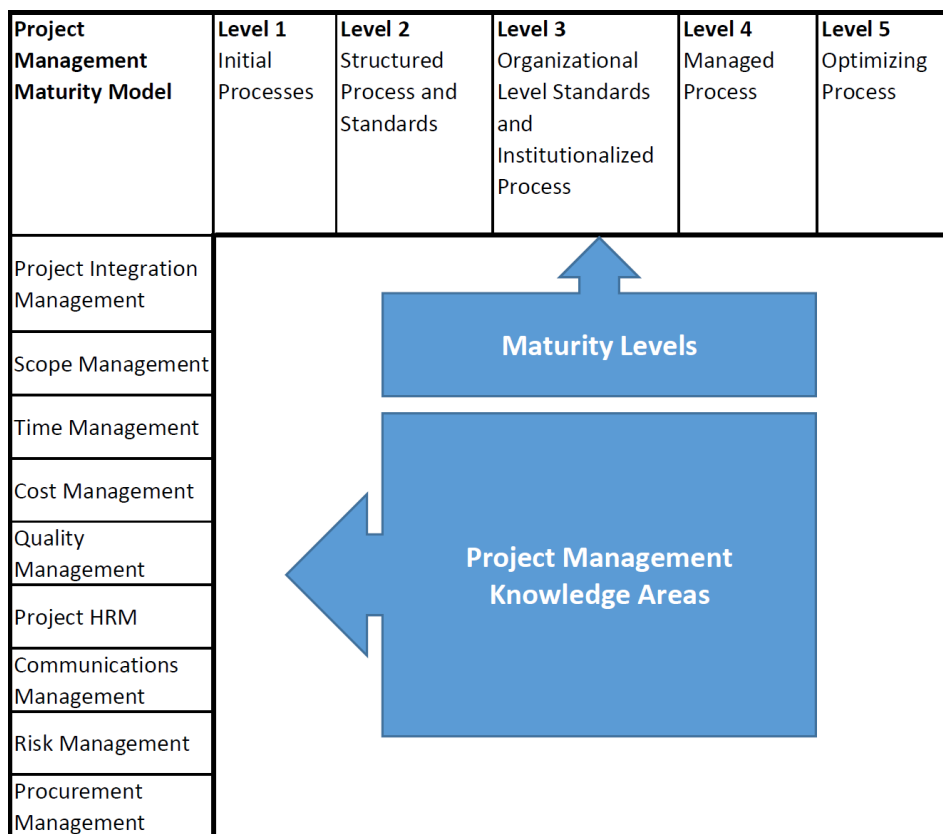 Project
Management
Maturity Model
Level 1
Initial
Processes
Level 2
Structured
Process and
Standards
Level 3
Organizational
Level Standards
and
Institutionalized
Process
Level 4
Managed
Process
Level 5
Optimizing
Process
Project Integration
Management
Scope Management
Time Management
Cost Management
Quality
Management
Project HRM
Communications
Management
Risk Management
Procurement
Management
Maturity Levels
Project Management
Knowledge Areas